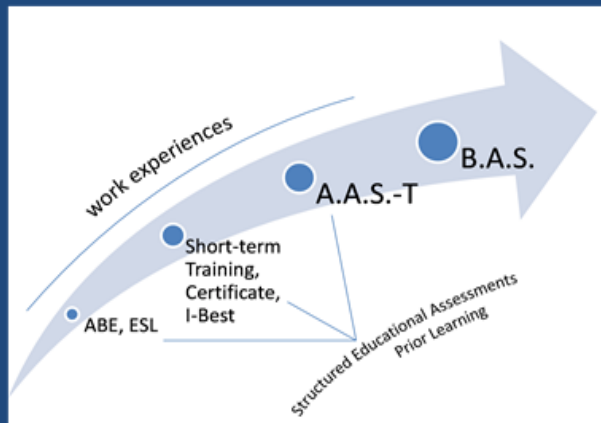 work experiences
B.A.S.
A.A.S.-T
Short-term
Training,
Certificate,
I-Best
ABE, ESL
Structured Educational Assessments
Prior Learning